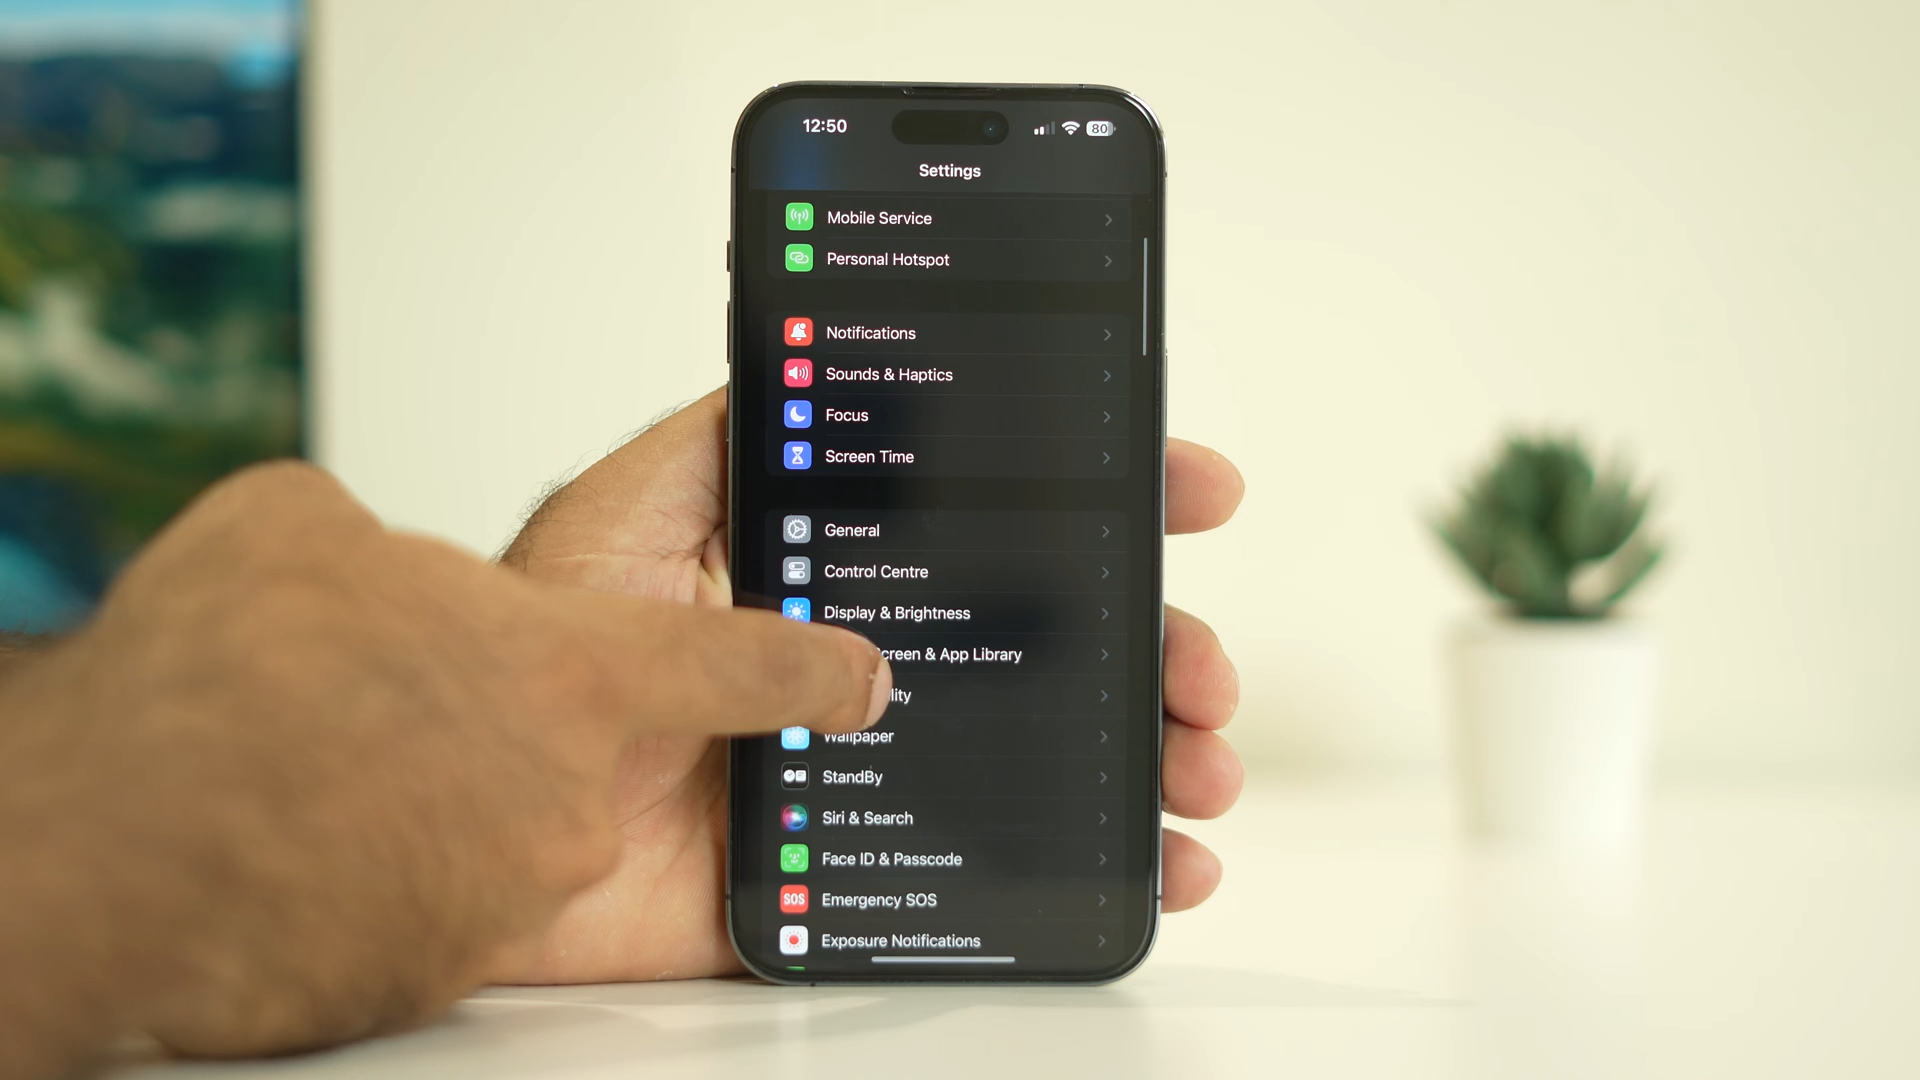 12:50
80
Settings
Mobile Service
Personal Hotspot
Notifications
Sounds & Haptics
Focus
Screen Time
General
Control Centre
Display & Brightness
creen & App Library
lity
Wallpaper
StandBy
Siri & Search
Face ID & Passcode
SOS
Emergency SOS
Exposure Notifications